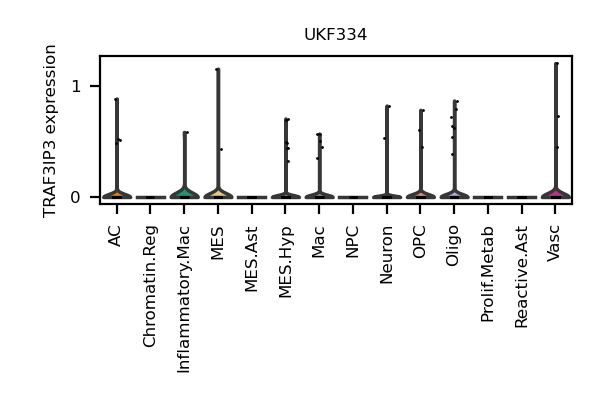 UKF334
TRAF3IP3 expression
1
0
AC
Chromatin.Reg
Inflammatory.Mac
MES
MES.Ast
MES.Hyp
Mac
NPC
Neuron
OPC
Oligo
Prolif.Metab
Reactive.Ast
Vasc